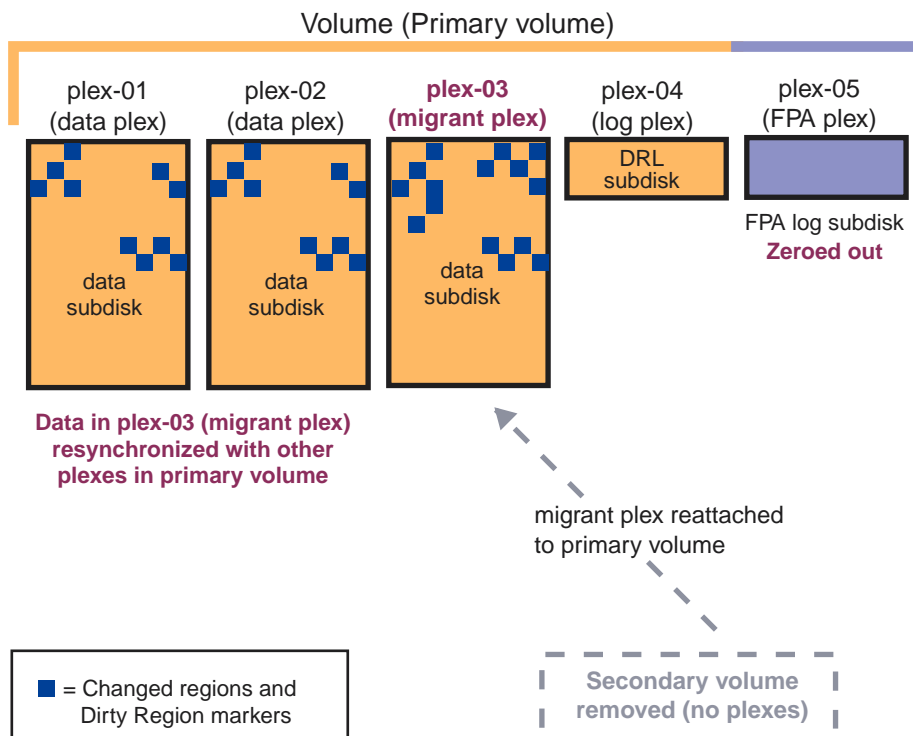 Volume (Primary volume)
plex-01
(data plex)
plex-02
(data plex)
plex-03
(migrant plex)
plex-04
(log plex)
plex-05
(FPA plex)
data
subdisk
data
subdisk
data
subdisk
DRL
subdisk
FPA log subdisk
Zeroed out
Data in plex-03 (migrant plex)
resynchronized with other
plexes in primary volume
migrant plex reattached
to primary volume
= Changed regions and
Dirty Region markers
Secondary volume
removed (no plexes)